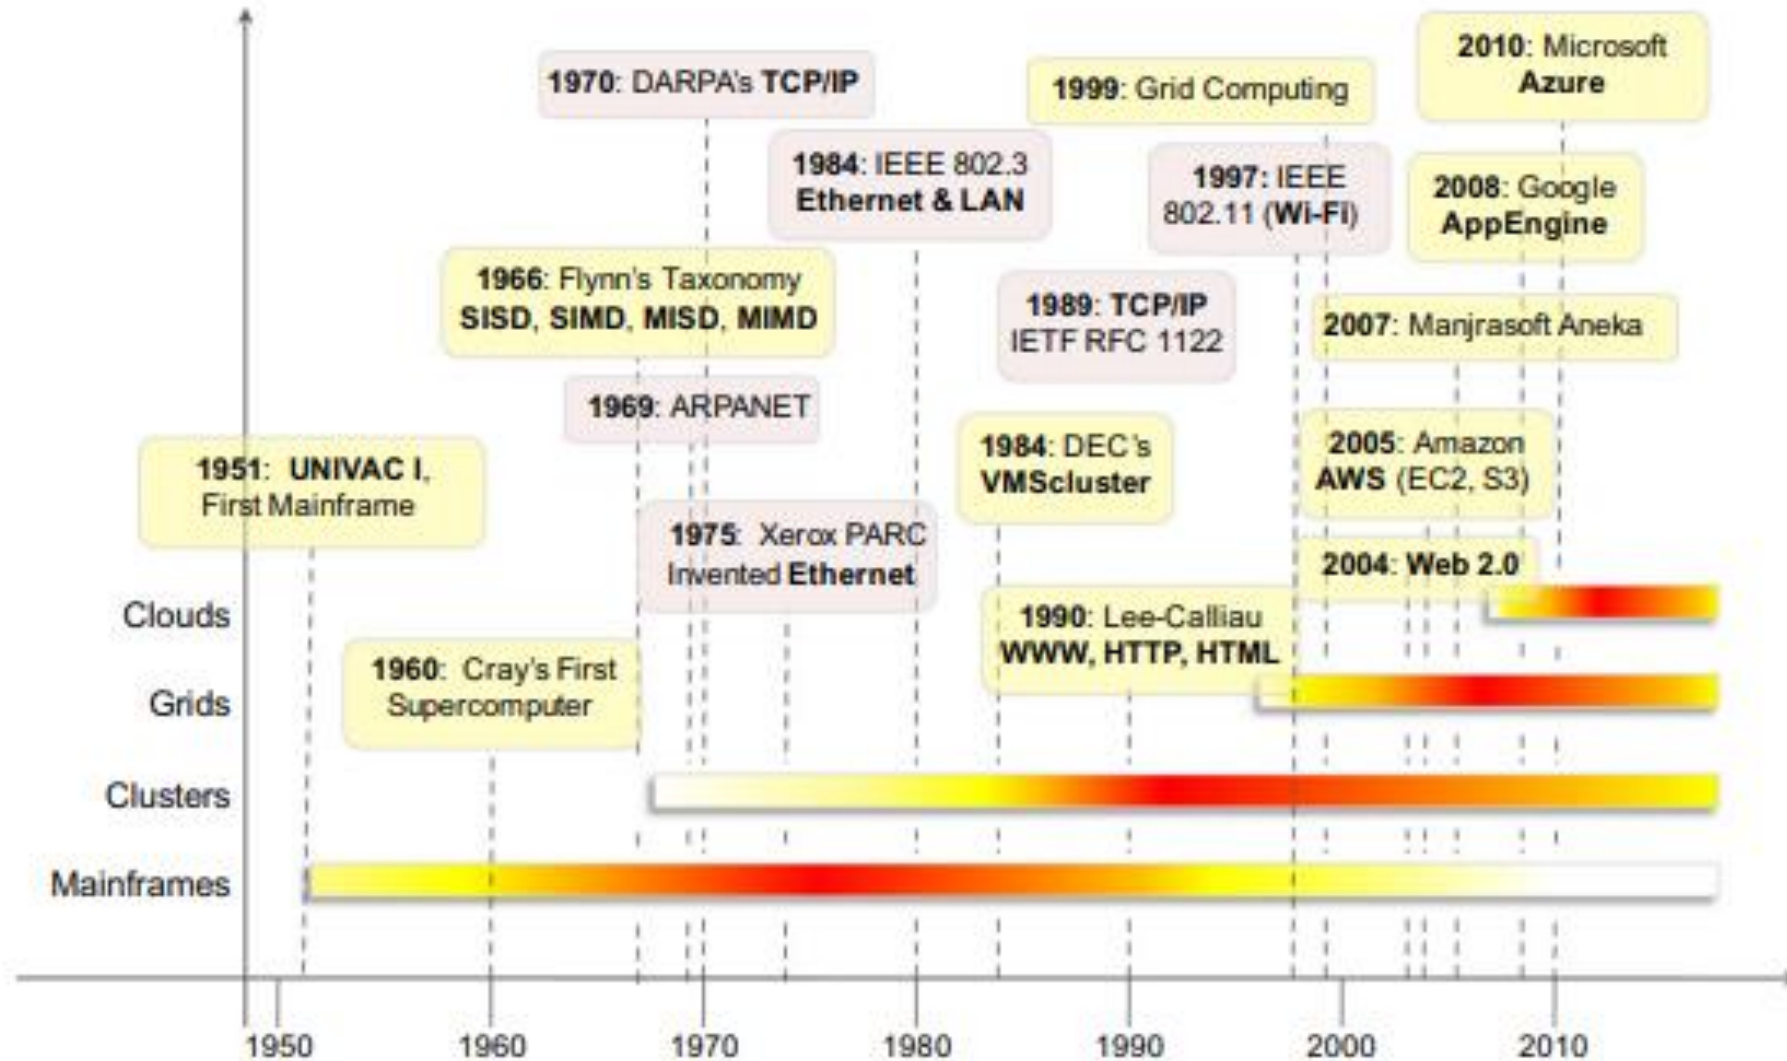 2010: Microsoft
Azure
1970: DARPA's TCP/IP
1999: Grid Computing
1984: IEEE 802.3
Ethernet & LAN
1997: IEEE
802.11 (Wi-Fi)
2008: Google
AppEngine
1966: Flynn's Taxonomy
SISD, SIMD, MISD, MIMD
1989: TCP/IP
IETF RFC 1122
2007: Manjrasoft Aneka
1969: ARPANET
1951: UNIVAC I,
First Mainframe
1984: DEC's
VMScluster
2005: Amazon
AWS (EC2, S3)
1975: Xerox PARC
Invented Ethernet
2004: Web 2.0
Clouds
1990: Lee-Calliau
WWW, HTTP, HTML
1960: Cray's First
Supercomputer
Grids
Clusters
Mainframes
1950 1960 1970 1980 1990 2000 2010